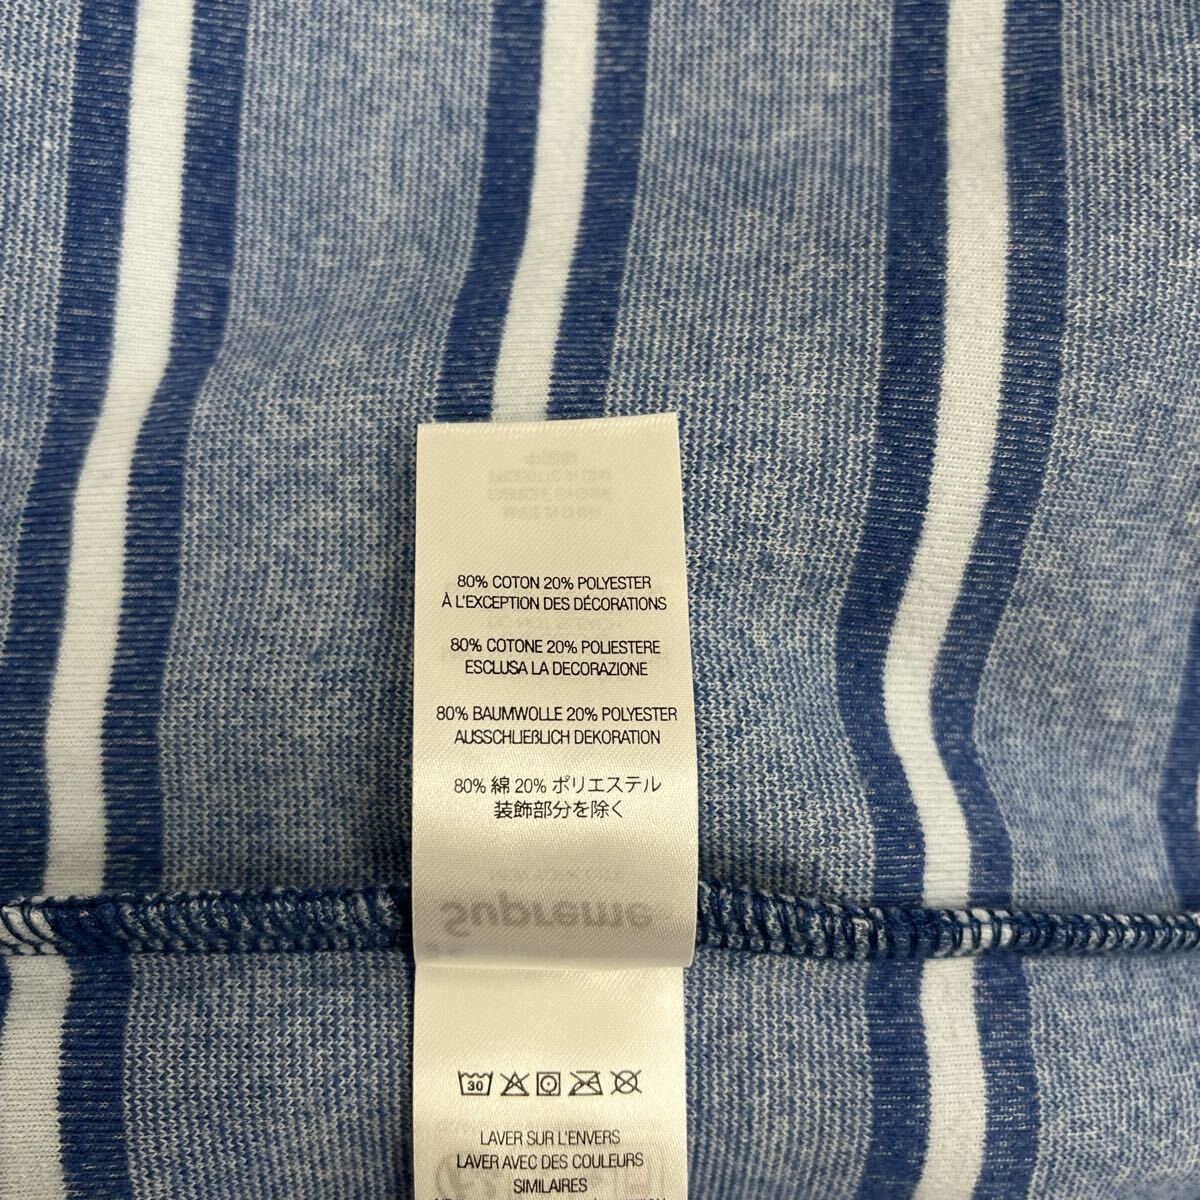 80% COTON 20% POLYESTER
À L'EXCEPTION DES DÉCORATIONS
80% COTONE 20% POLIESTERE
ESCLUSA LA DECORAZIONE
80% BAUMWOLLE 20% POLYESTER
AUSSCHLIEßLICH DEKORATION
80% 綿 20% ポリエステル
装飾部分を除く
Supreme
30
LAVER SUR L'ENVERS
LAVER AVEC DES COULEURS
SIMILAIRES